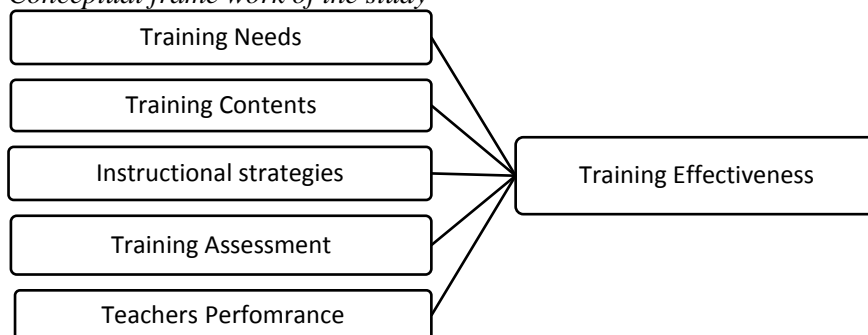 Conceptual frame work of the study
Training Needs
Training Contents
Instructional strategies
Training Effectiveness
Training Assessment
Teachers Perfomrance